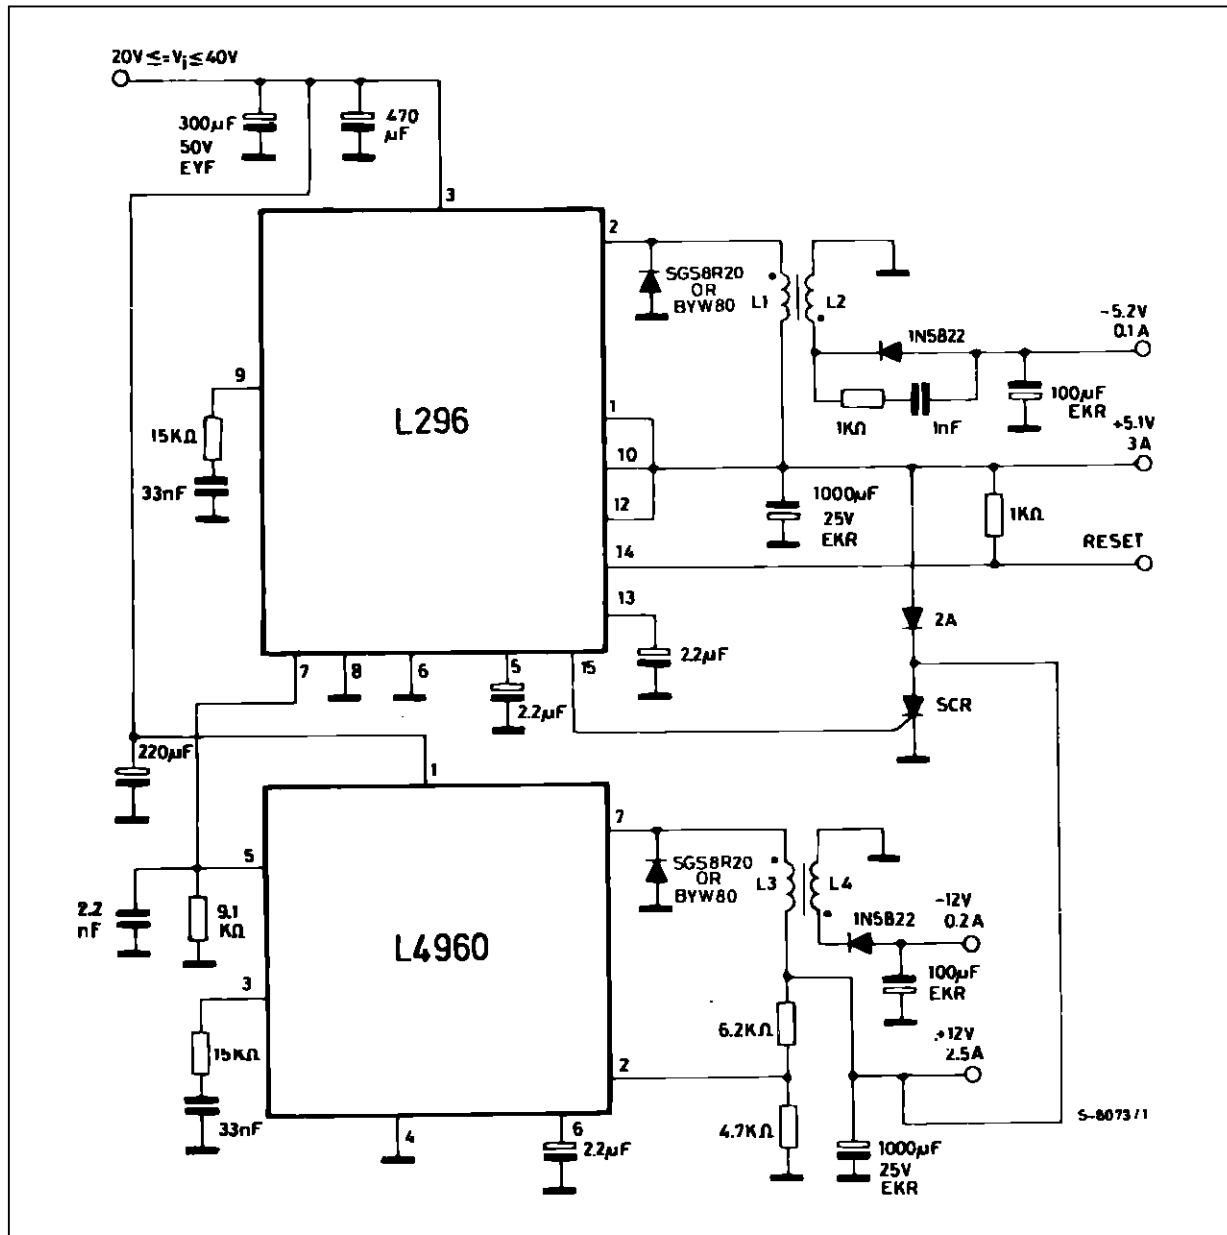 20V ≤=Vi≤ 40V
300µF
50V
EYF
470
µF
3
2
SGS8R20
OR
BYW80
L1
L2
-5.2V
0.1A
1N5822
1KΩ
1nF
100µF
EKR
+5.1V
3A
9
15KΩ
33nF
L296
1
10
12
14
13
1000µF
25V
EKR
1KΩ
RESET
2A
2.2µF
SCR
7
8
6
5
15
2.2µF
220µF
1
5
2.2
nF
9.1
KΩ
3
15KΩ
33nF
L4960
7
SGS8R20
OR
BYW80
L3
L4
1N5822
-12V
0.2A
100µF
EKR
6.2KΩ
+12V
2.5A
2
4.7KΩ
4
6
2.2µF
1000µF
25V
EKR
S-8073/1